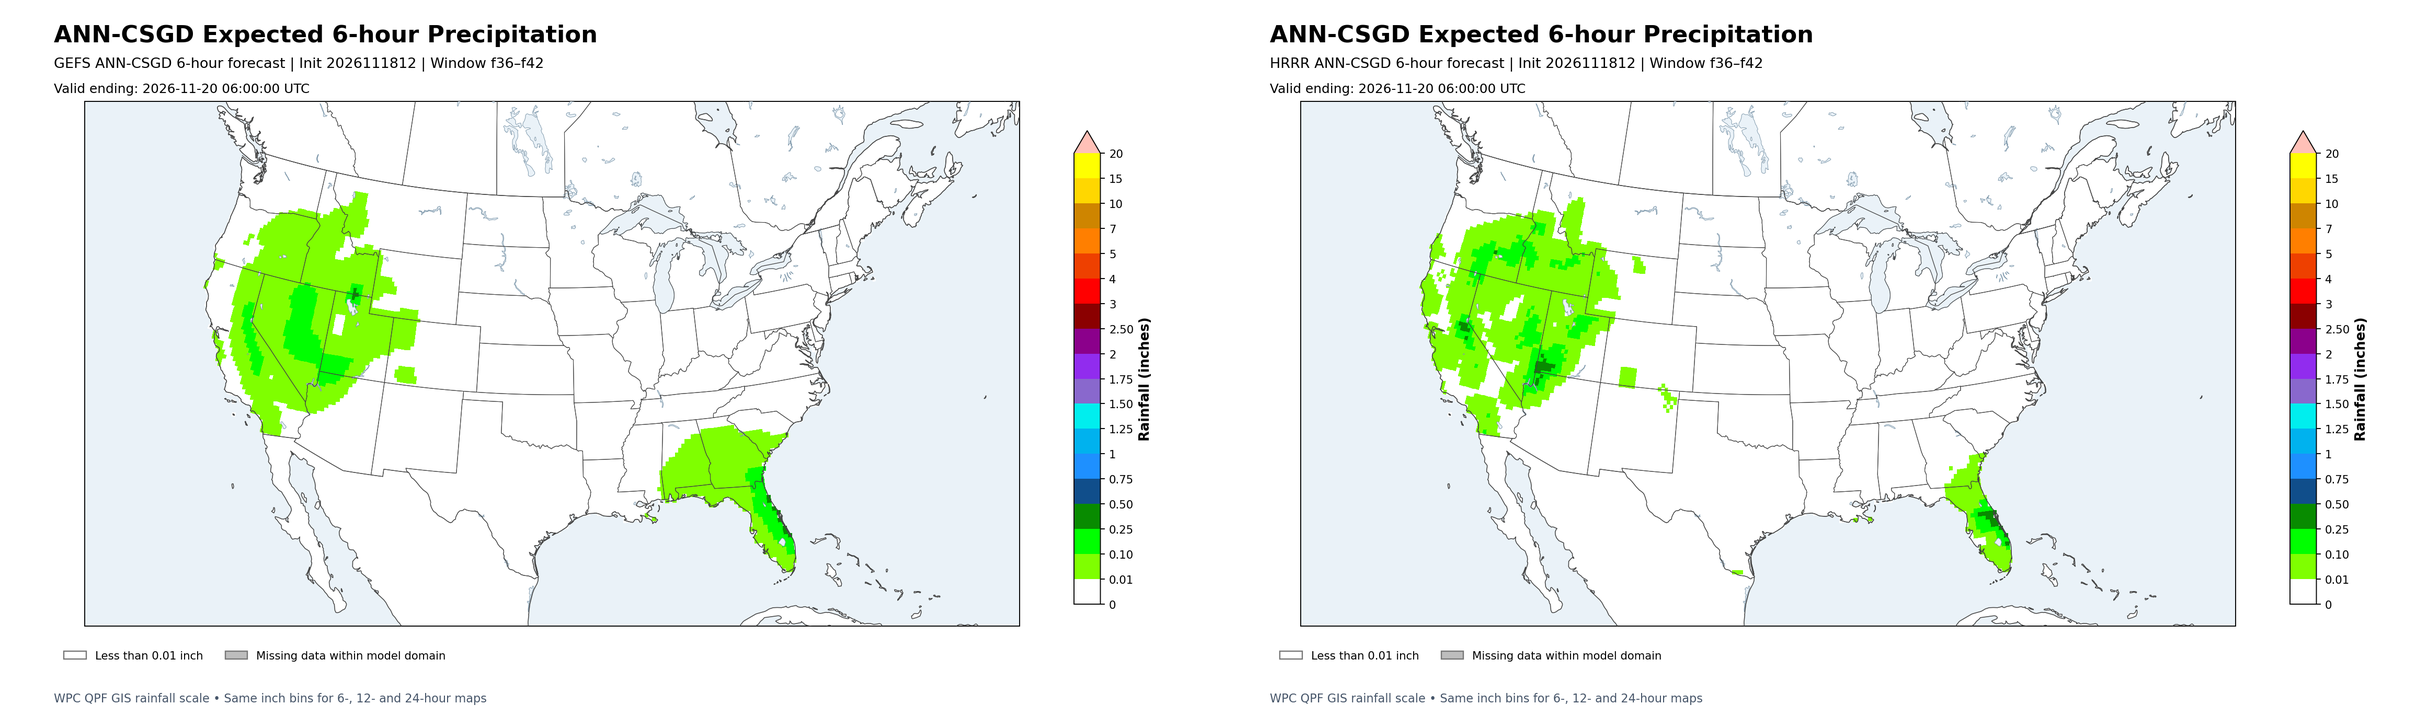 ANN-CSGD Expected 6-hour Precipitation
GEFS ANN-CSGD 6-hour forecast | Init 2026111812 | Window f36–f42
Valid ending: 2026-11-20 06:00:00 UTC
20
15
10
7
5
4
3
2.50
2
1.75
1.50
1.25
1
0.75
0.50
0.25
0.10
0.01
0
Rainfall (inches)
Less than 0.01 inch
Missing data within model domain
WPC QPF GIS rainfall scale • Same inch bins for 6-, 12- and 24-hour maps
ANN-CSGD Expected 6-hour Precipitation
HRRR ANN-CSGD 6-hour forecast | Init 2026111812 | Window f36–f42
Valid ending: 2026-11-20 06:00:00 UTC
20
15
10
7
5
4
3
2.50
2
1.75
1.50
1.25
1
0.75
0.50
0.25
0.10
0.01
0
Rainfall (inches)
Less than 0.01 inch
Missing data within model domain
WPC QPF GIS rainfall scale • Same inch bins for 6-, 12- and 24-hour maps